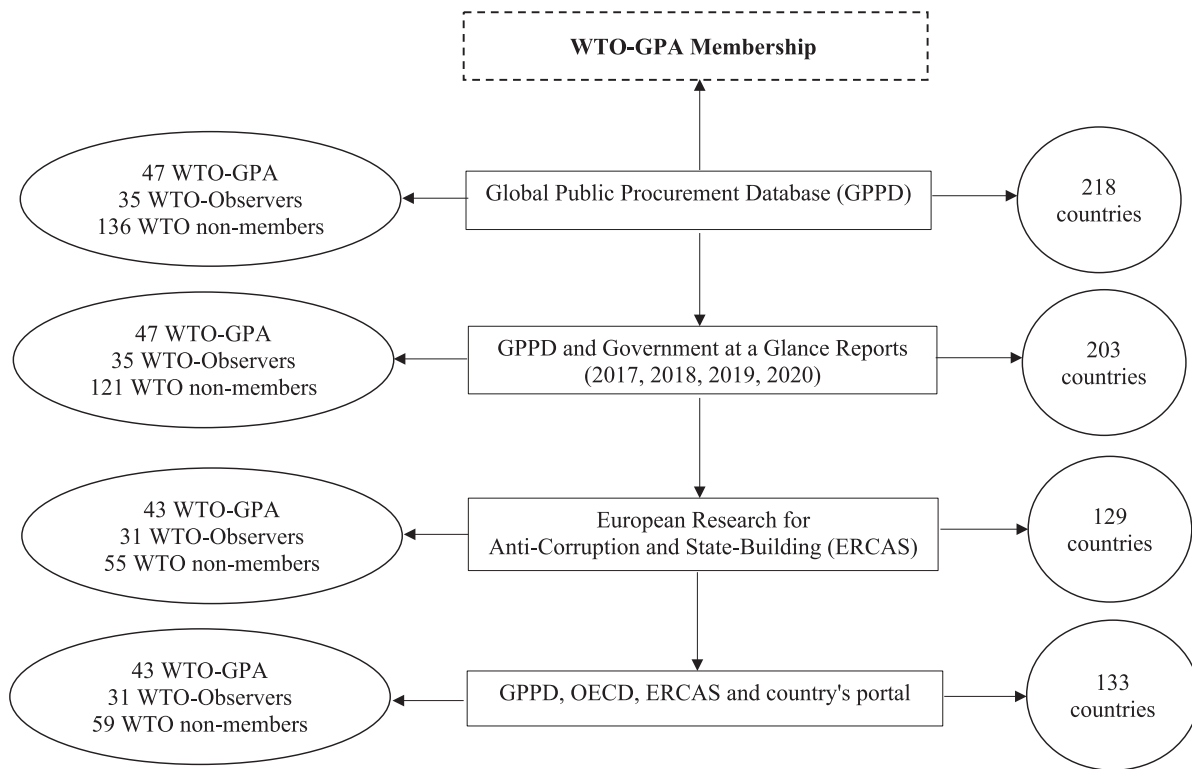 WTO-GPA Membership
47 WTO-GPA
35 WTO-Observers
136 WTO non-members
Global Public Procurement Database (GPPD)
218
countries
47 WTO-GPA
35 WTO-Observers
121 WTO non-members
GPPD and Government at a Glance Reports
(2017, 2018, 2019, 2020)
203
countries
43 WTO-GPA
31 WTO-Observers
55 WTO non-members
European Research for
Anti-Corruption and State-Building (ERCAS)
129
countries
43 WTO-GPA
31 WTO-Observers
59 WTO non-members
GPPD, OECD, ERCAS and country's portal
133
countries